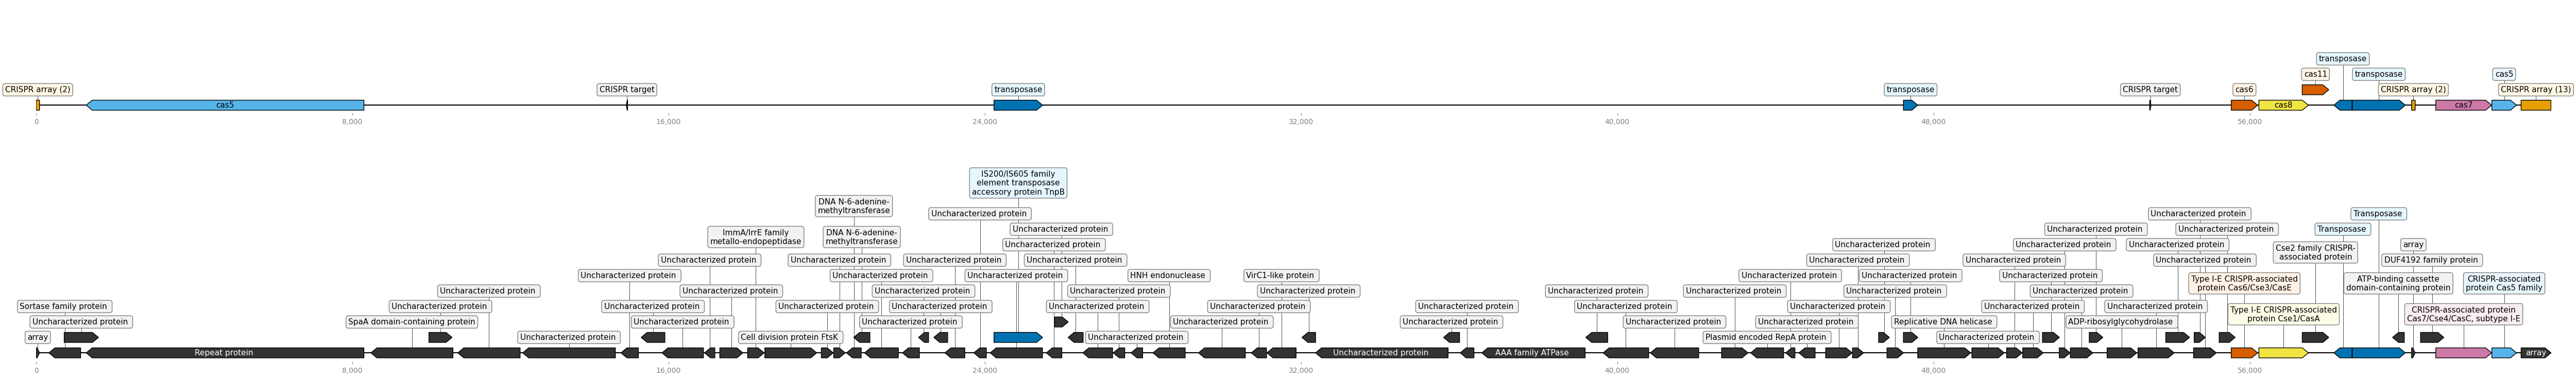 transposase
cas11
transposase
cas5
CRISPR array (2)
CRISPR target
transposase
transposase
CRISPR target
cas6
CRISPR array (2)
CRISPR array (13)
cas5
cas8
cas7
0
8,000
16,000
24,000
32,000
40,000
48,000
56,000
IS200/IS605 family
element transposase
accessory protein TnpB
DNA N-6-adenine-
methyltransferase
Uncharacterized protein
Uncharacterized protein
Transposase
ImmA/IrrE family
metallo-endopeptidase
DNA N-6-adenine-
methyltransferase
Uncharacterized protein
Uncharacterized protein
Uncharacterized protein
Transposase
Uncharacterized protein
Uncharacterized protein
Uncharacterized protein
Uncharacterized protein
Cse2 family CRISPR-
associated protein
array
Uncharacterized protein
Uncharacterized protein
Uncharacterized protein
Uncharacterized protein
Uncharacterized protein
Uncharacterized protein
Uncharacterized protein
DUF4192 family protein
Uncharacterized protein
Uncharacterized protein
Uncharacterized protein
HNH endonuclease
VirC1-like protein
Uncharacterized protein
Uncharacterized protein
Uncharacterized protein
Type I-E CRISPR-associated
protein Cas6/Cse3/CasE
ATP-binding cassette
domain-containing protein
CRISPR-associated
protein Cas5 family
Uncharacterized protein
Uncharacterized protein
Uncharacterized protein
Uncharacterized protein
Uncharacterized protein
Uncharacterized protein
Uncharacterized protein
Uncharacterized protein
Uncharacterized protein
Sortase family protein
Uncharacterized protein
Uncharacterized protein
Uncharacterized protein
Uncharacterized protein
Uncharacterized protein
Uncharacterized protein
Uncharacterized protein
Uncharacterized protein
Uncharacterized protein
Uncharacterized protein
Uncharacterized protein
Type I-E CRISPR-associated
protein Cse1/CasA
CRISPR-associated protein
Cas7/Cse4/CasC, subtype I-E
Uncharacterized protein
SpaA domain-containing protein
Uncharacterized protein
Uncharacterized protein
Uncharacterized protein
Uncharacterized protein
Uncharacterized protein
Uncharacterized protein
Replicative DNA helicase
ADP-ribosylglycohydrolase
array
Uncharacterized protein
Cell division protein FtsK
Uncharacterized protein
Plasmid encoded RepA protein
Uncharacterized protein
Repeat protein
Uncharacterized protein
AAA family ATPase
array
0
8,000
16,000
24,000
32,000
40,000
48,000
56,000